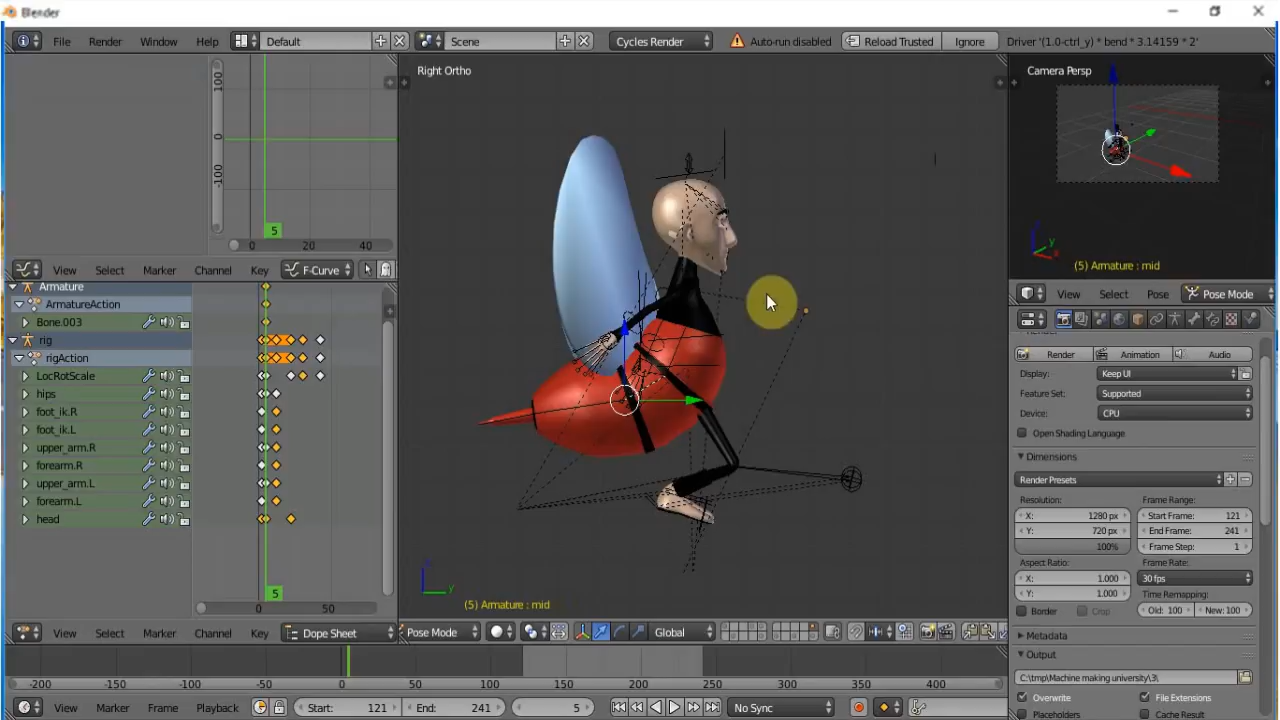 Blender
File Render Window Help Default Scene Cycles Render Auto-run disabled Reload Trusted Ignore Driver '(1.0-ctrl_y) * bend * 3.14159 * 2'
100
0
-100
5
0 20 40
View Select Marker Channel Key F-Curve
Armature
ArmatureAction
Bone.003
rig
rigAction
LocRotScale
hips
foot_ik.R
foot_ik.L
upper_arm.R
forearm.R
upper_arm.L
forearm.L
head
5
0 50
View Select Marker Channel Key Dope Sheet
Right Ortho
(5) Armature : mid
Pose Mode Global
Camera Persp
(5) Armature : mid
View Select Pose Pose Mode
Render Animation Audio
Display: Keep UI
Feature Set: Supported
Device: CPU
Open Shading Language
Dimensions
Render Presets
Resolution: Frame Range:
X: 1280 px Start Frame: 121
Y: 720 px End Frame: 241
100% Frame Step: 1
Aspect Ratio: Frame Rate:
X: 1.000 30 fps
Y: 1.000 Time Remapping:
Border Crop Old: 100 New: 100
Metadata
Output
C:\tmp\Machine making university\3\
Overwrite File Extensions
Placeholders Cache Result
-200 -150 -100 -50 0 50 100 150 200 250 300 350 400
View Marker Frame Playback Start: 121 End: 241 5 No Sync